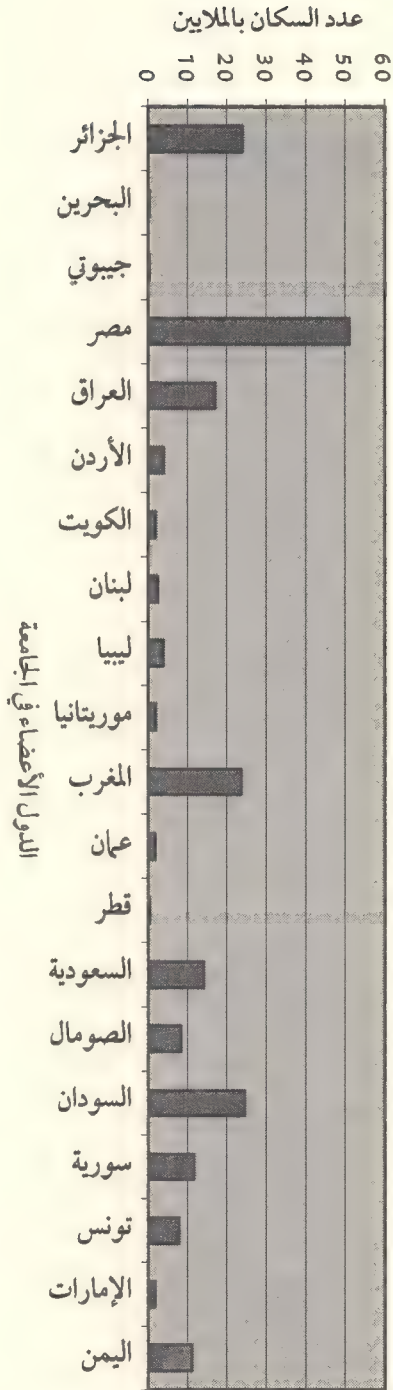 عدد السكان بالملايين
60
50
40
30
20
10
0
الجزائر
البحرين
جيبوتي
مصر
العراق
الأردن
الكويت
لبنان
ليبيا
موريتانيا
المغرب
عمان
قطر
السعودية
الصومال
السودان
سورية
تونس
الإمارات
اليمن
الدول الأعضاء في الجامعة